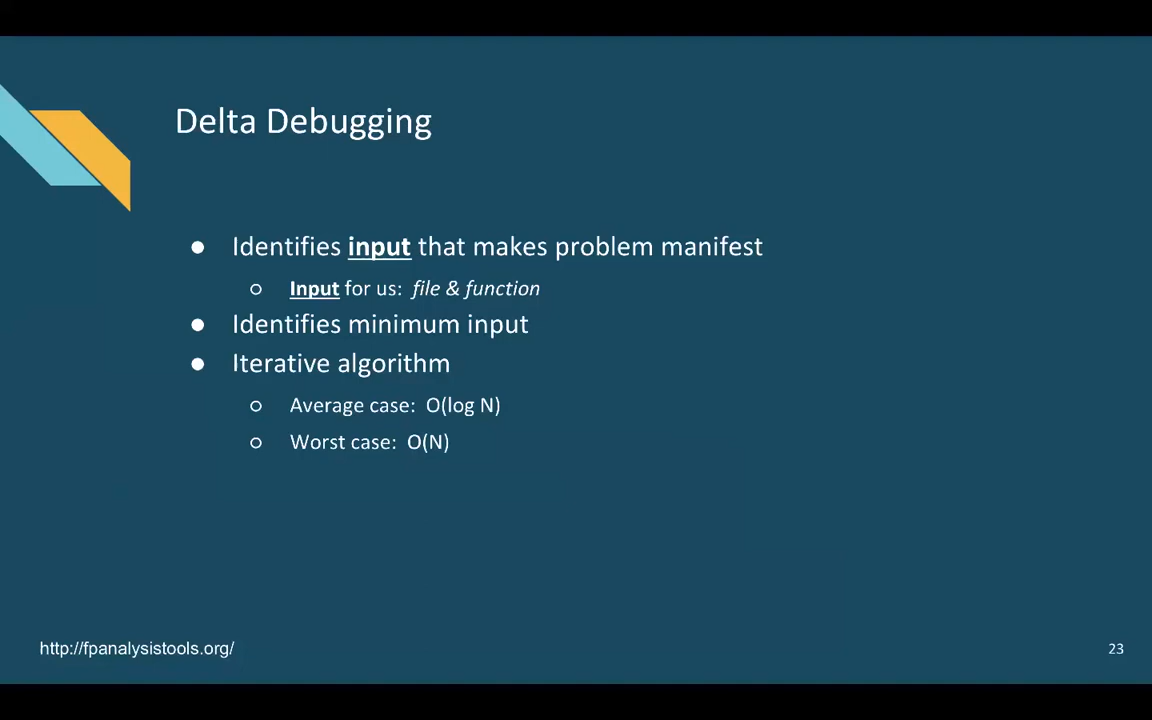 Delta Debugging
● Identifies input that makes problem manifest
○ Input for us: file & function
● Identifies minimum input
● Iterative algorithm
○ Average case: O(log N)
○ Worst case: O(N)
http://fpanalysistools.org/
23